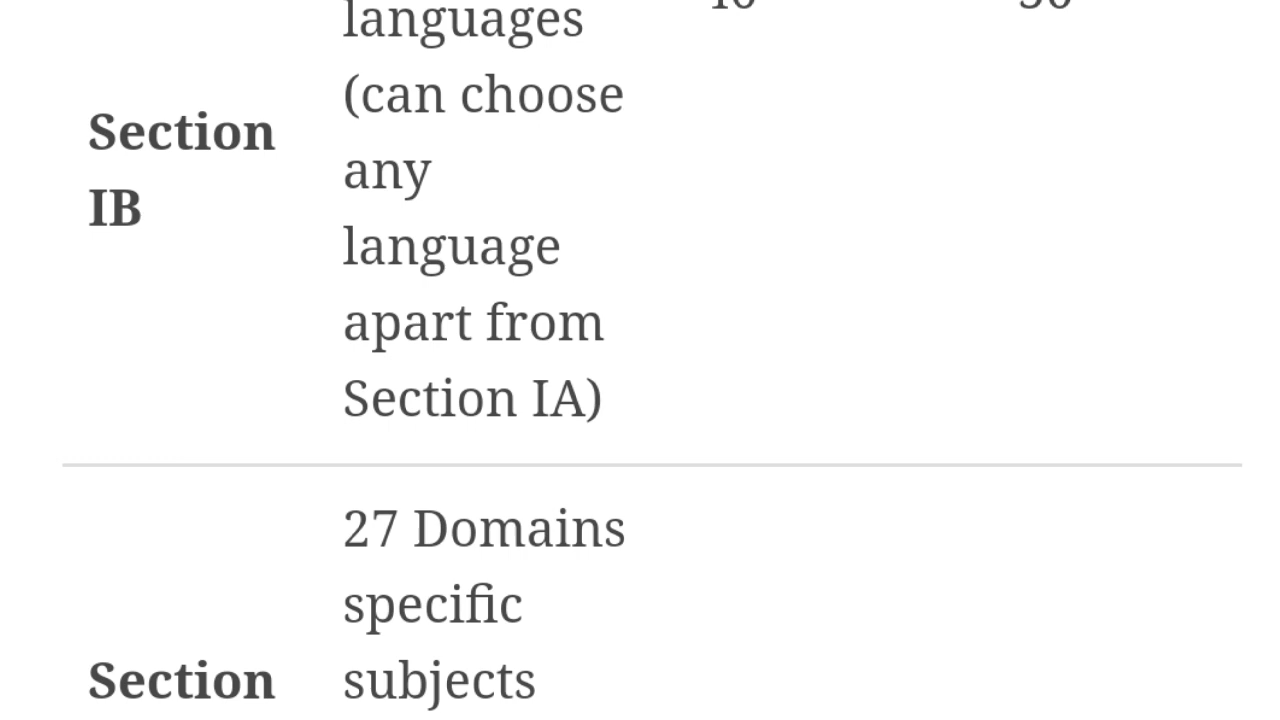 languages
(can choose
any
language
apart from
Section IA)
Section
IB
27 Domains
specific
subjects
Section